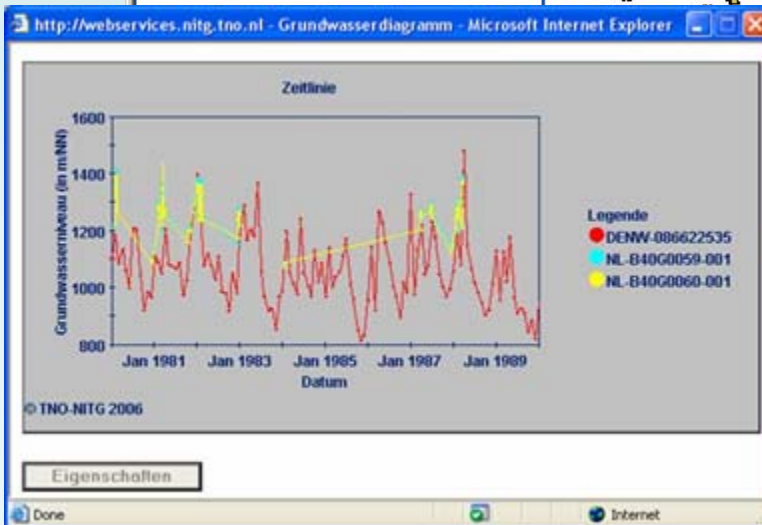 http://webservices.nitg.tno.nl - Grundwasserdiagramm - Microsoft Internet Explorer
Zeitlinie
Grundwasserniveau (in m/NN)
1600
1400
1200
1000
800
Jan 1981 Jan 1983 Jan 1985 Jan 1987 Jan 1989
Datum
Legende
DENW-086622535
NL-B40G0059-001
NL-B40G0060-001
© TNO-NITG 2006
Eigenschaften
Done
Internet